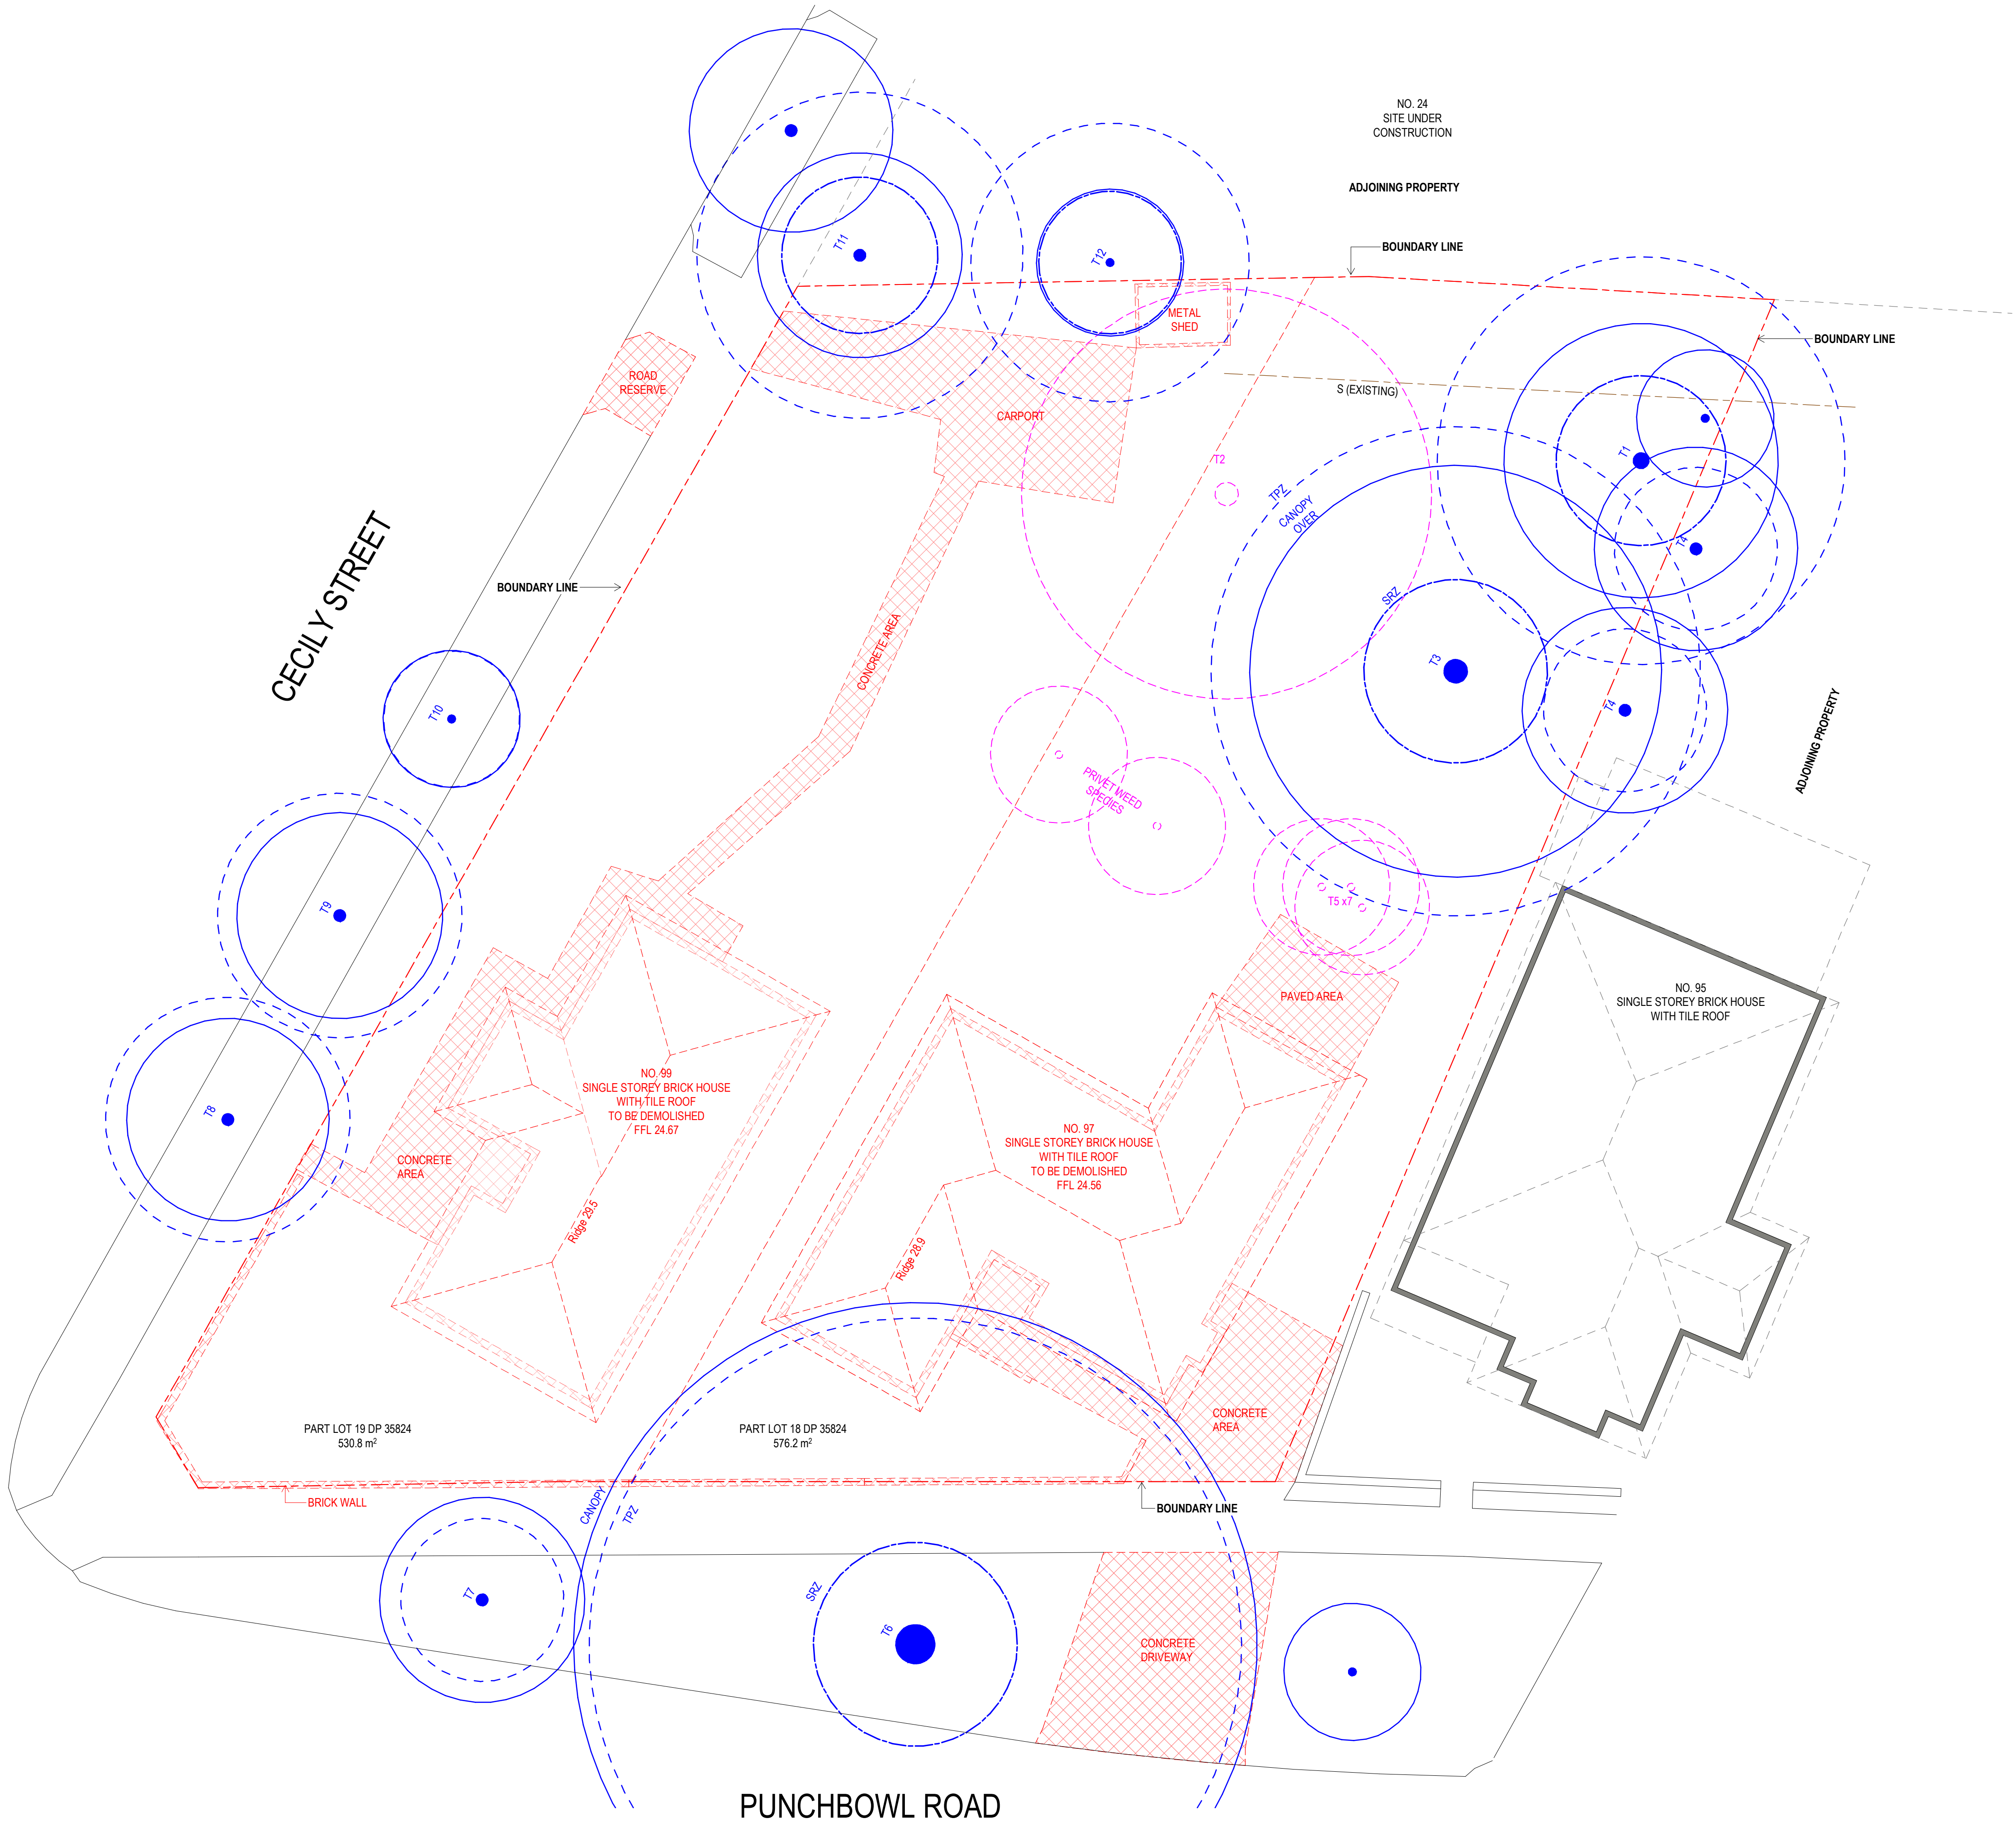 NO. 24
SITE UNDER
CONSTRUCTION
ADJOINING PROPERTY
BOUNDARY LINE
T11
T12
METAL
SHED
BOUNDARY LINE
ROAD
RESERVE
S (EXISTING)
CARPORT
T2
T1
TPZ
CANOPY
OVER
T4
CECILY STREET
BOUNDARY LINE
SRZ
CONCRETE AREA
T3
T4
T10
ADJOINING PROPERTY
PRIVET WEED
SPECIES
T5 x7
T9
PAVED AREA
NO. 95
SINGLE STOREY BRICK HOUSE
WITH TILE ROOF
NO. 99
SINGLE STOREY BRICK HOUSE
WITH TILE ROOF
TO BE DEMOLISHED
FFL 24.67
T8
NO. 97
SINGLE STOREY BRICK HOUSE
WITH TILE ROOF
TO BE DEMOLISHED
FFL 24.56
CONCRETE
AREA
Ridge 29.5
Ridge 28.9
CONCRETE
AREA
PART LOT 19 DP 35824
530.8 m²
PART LOT 18 DP 35824
576.2 m²
BRICK WALL
CANOPY
TPZ
BOUNDARY LINE
T7
SRZ
T6
CONCRETE
DRIVEWAY
PUNCHBOWL ROAD